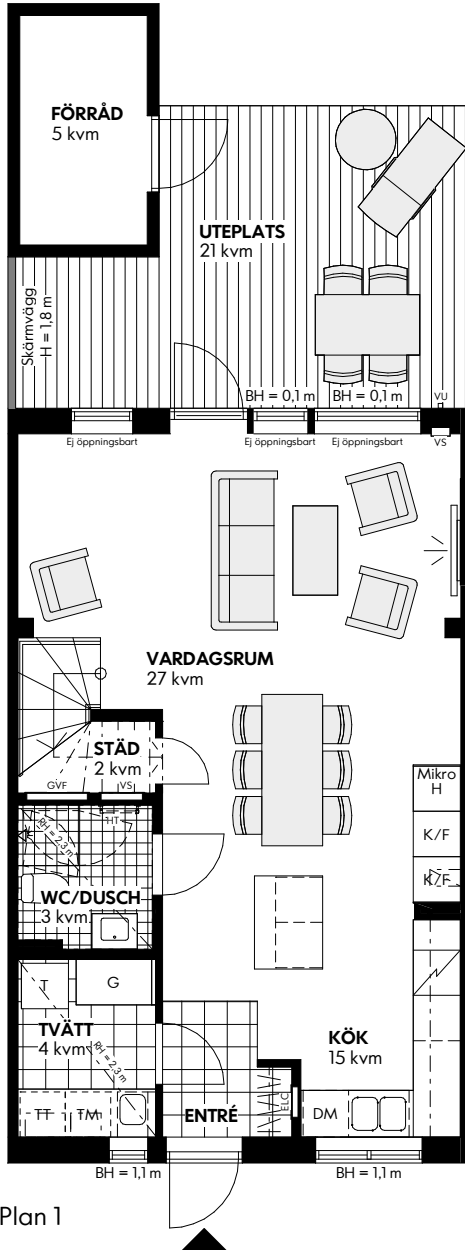 FÖRRÅD
5 kvm
UTEPLATS
21 kvm
Skärmvägg
H = 1,8 m
BH = 0,1 m
BH = 0,1 m
VU
Ej öppningsbart
Ej öppningsbart
Ej öppningsbart
VS
VARDAGSRUM
27 kvm
STÄD
2 kvm
GVF
VS
Mikro
H
K/F
K/F
TT
RH = 2,3 m
WC/DUSCH
3 kvm
T
G
TVÄTT
4 kvm
RH = 2,3 m
KÖK
15 kvm
TT
TM
ENTRÉ
ELC
DM
BH = 1,1 m
BH = 1,1 m
Plan 1